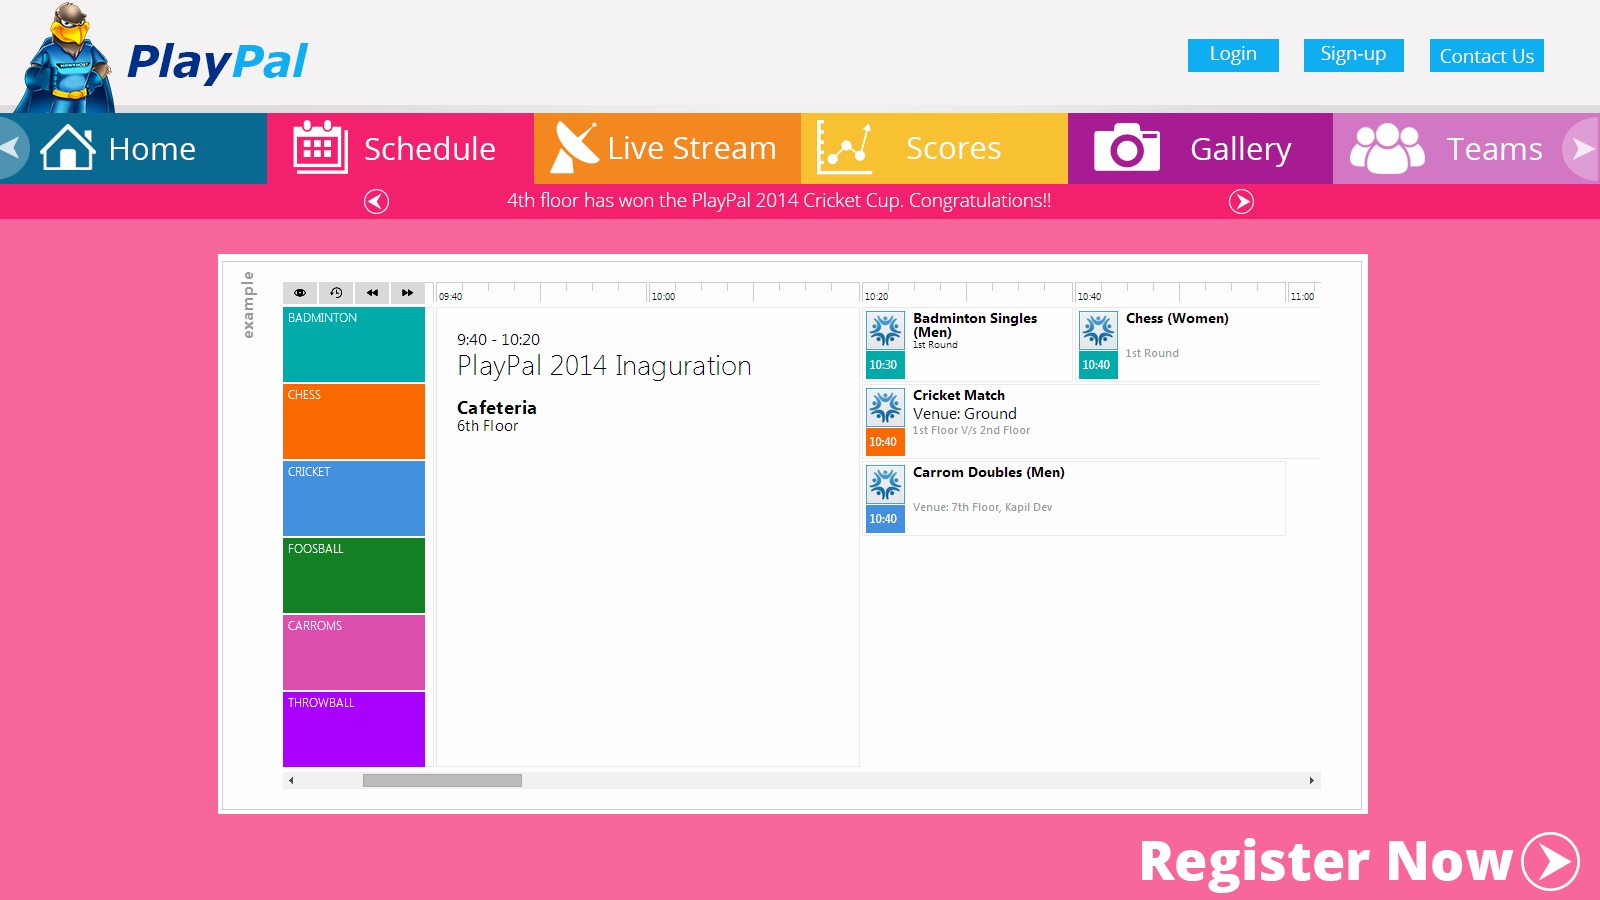 PlayPal
Login
Sign-up
Contact Us
Home
Schedule
Live Stream
Scores
Gallery
Teams
4th floor has won the PlayPal 2014 Cricket Cup. Congratulations!!
example
09:40
10:00
10:20
10:40
11:00
BADMINTON
CHESS
CRICKET
FOOSBALL
CARROMS
THROWBALL
9:40 - 10:20
PlayPal 2014 Inaguration
Cafeteria
6th Floor
Badminton Singles
(Men)
1st Round
10:30
Chess (Women)
1st Round
10:40
Cricket Match
Venue: Ground
1st Floor V/s 2nd Floor
10:40
Carrom Doubles (Men)
Venue: 7th Floor, Kapil Dev
10:40
Register Now